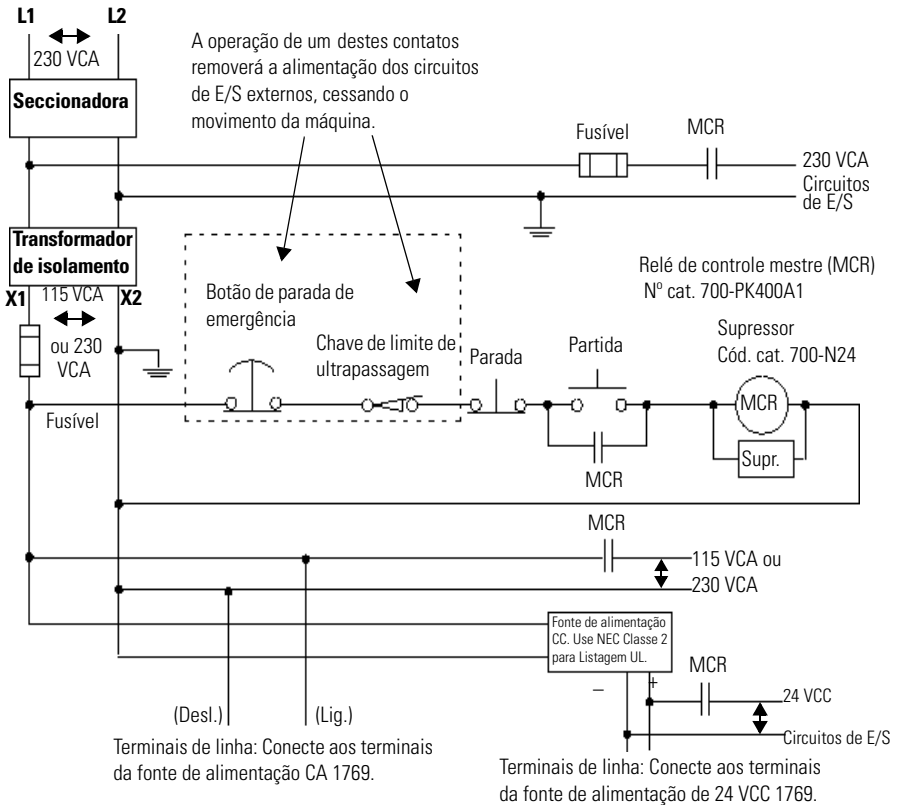 L1
L2
230 VCA
A operação de um destes contatos
removerá a alimentação dos circuitos
de E/S externos, cessando o
movimento da máquina.
Seccionadora
Fusível
MCR
230 VCA
Circuitos
de E/S
Transformador
de isolamento
X1
115 VCA
X2
ou 230
VCA
Fusível
Botão de parada de
emergência
Chave de limite de
ultrapassagem
Parada
Partida
Relé de controle mestre (MCR)
Nº cat. 700-PK400A1
Supressor
Cód. cat. 700-N24
MCR
Supr.
MCR
MCR
115 VCA ou
230 VCA
Fonte de alimentação
CC. Use NEC Classe 2
para Listagem UL.
MCR
_
+
24 VCC
Circuitos de E/S
(Desl.)
(Lig.)
Terminais de linha: Conecte aos terminais
da fonte de alimentação CA 1769.
Terminais de linha: Conecte aos terminais
da fonte de alimentação de 24 VCC 1769.